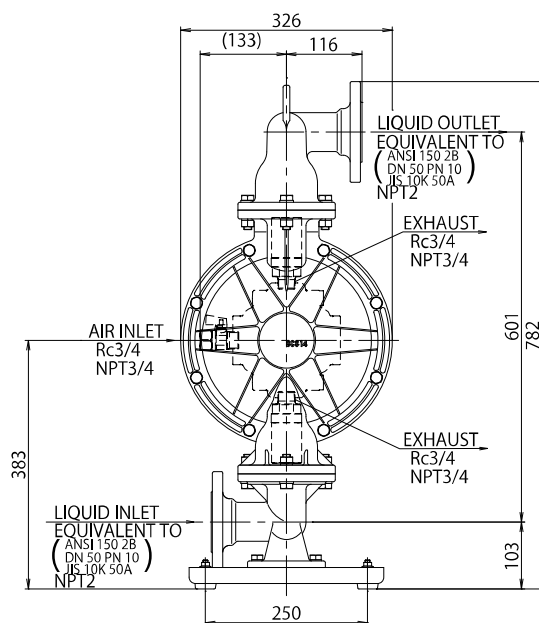 326
(133)
116
LIQUID OUTLET
EQUIVALENT TO
( ANSI 150 2B
DN 50 PN 10
JIS 10K 50A )
NPT2
EXHAUST
Rc3/4
NPT3/4
AIR INLET
Rc3/4
NPT3/4
601
782
383
EXHAUST
Rc3/4
NPT3/4
LIQUID INLET
EQUIVALENT TO
( ANSI 150 2B
DN 50 PN 10
JIS 10K 50A )
NPT2
103
250